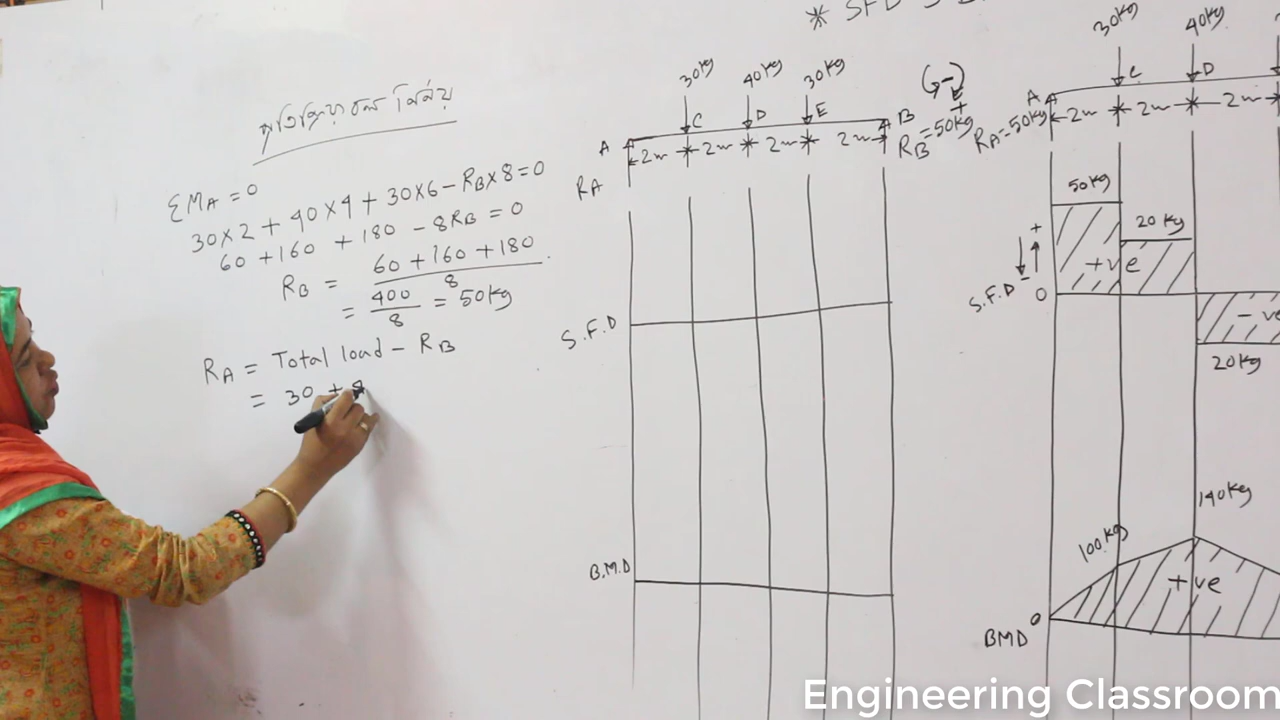 * SFD
প্রতিক্রিয়া বল নির্ণয়
ΣMA = 0
30×2 + 40×4 + 30×6 - RB×8 = 0
60 + 160 + 180 - 8RB = 0
RB = 60 + 160 + 180 / 8
= 400 / 8 = 50kg
RA = Total load - RB
= 30 +
30kg 40kg 30kg
A C D E B
2m 2m 2m 2m
RA
RB = 50kg
S.F.D
B.M.D
30kg 40kg
A C D
RA = 50kg
2m 2m 2m
50kg
20kg
+ve
+
-
S.F.D 0
-ve
20kg
140kg
100kg
+ve
BMD 0
Engineering Classroom